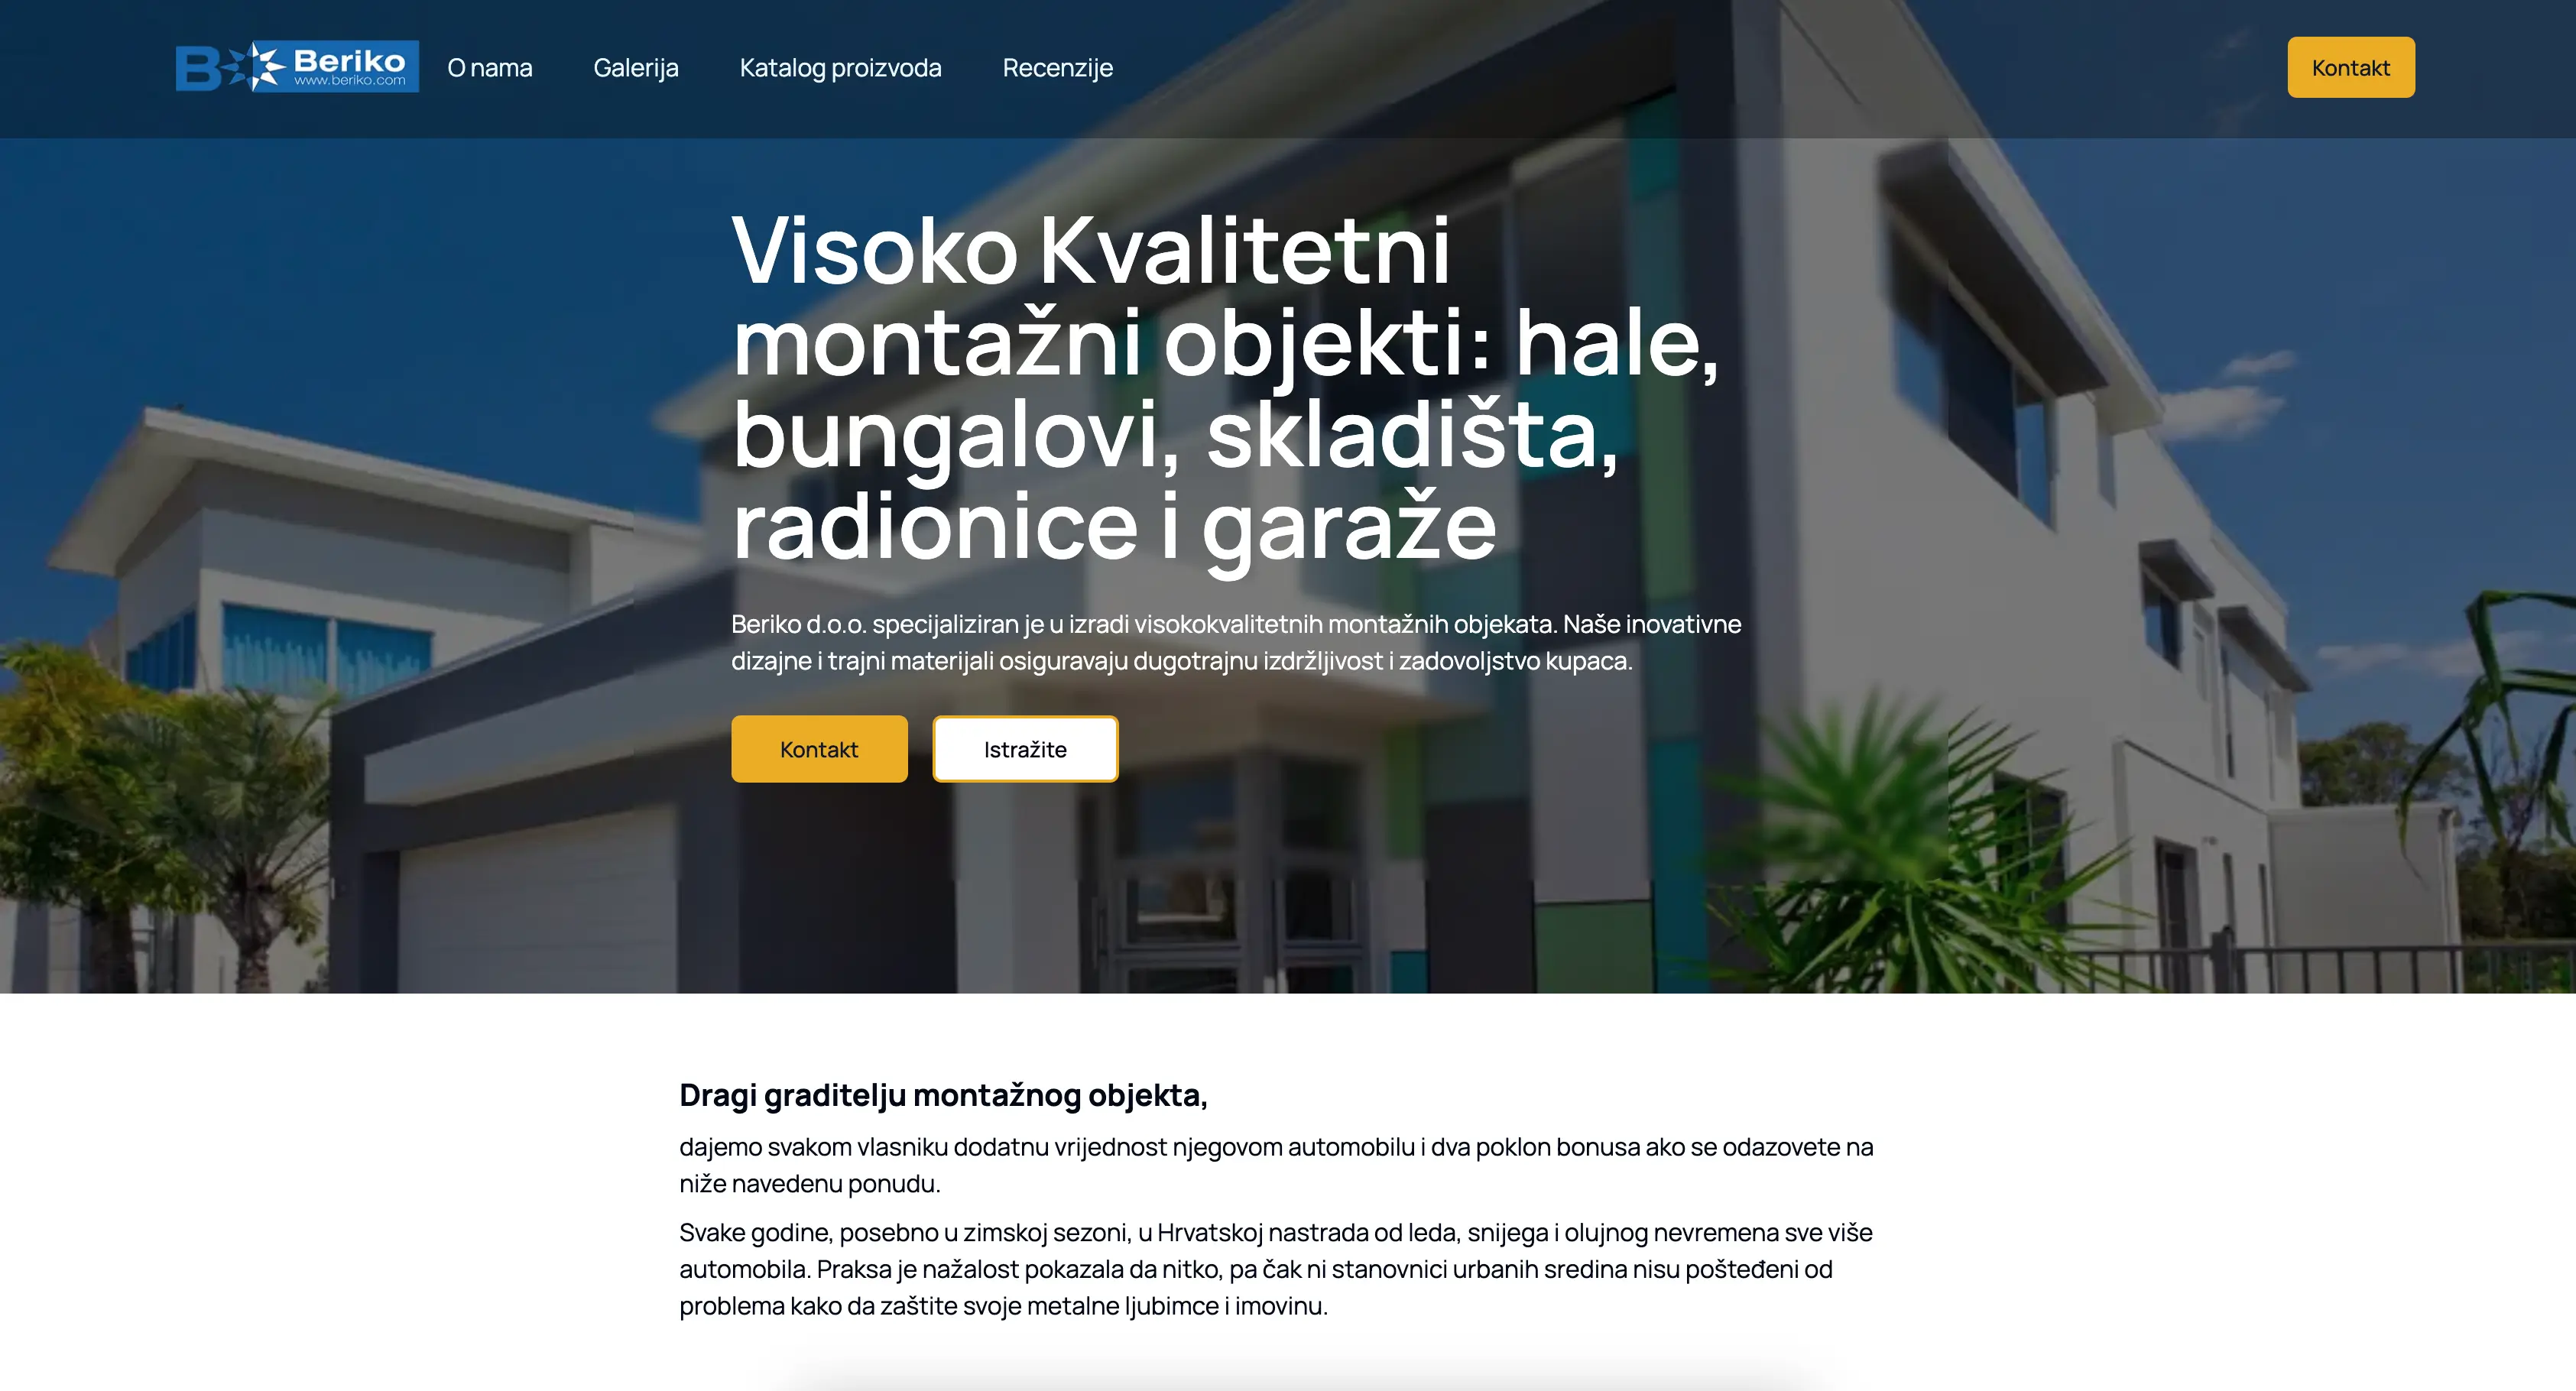 B Beriko
www.beriko.com
O nama
Galerija
Katalog proizvoda
Recenzije
Kontakt
Visoko Kvalitetni
montažni objekti: hale,
bungalovi, skladišta,
radionice i garaže
Beriko d.o.o. specijaliziran je u izradi visokokvalitetnih montažnih objekata. Naše inovativne
dizajne i trajni materijali osiguravaju dugotrajnu izdržljivost i zadovoljstvo kupaca.
Kontakt
Istražite
Dragi graditelju montažnog objekta,
dajemo svakom vlasniku dodatnu vrijednost njegovom automobilu i dva poklon bonusa ako se odazovete na
niže navedenu ponudu.
Svake godine, posebno u zimskoj sezoni, u Hrvatskoj nastrada od leda, snijega i olujnog nevremena sve više
automobila. Praksa je nažalost pokazala da nitko, pa čak ni stanovnici urbanih sredina nisu pošteđeni od
problema kako da zaštite svoje metalne ljubimce i imovinu.